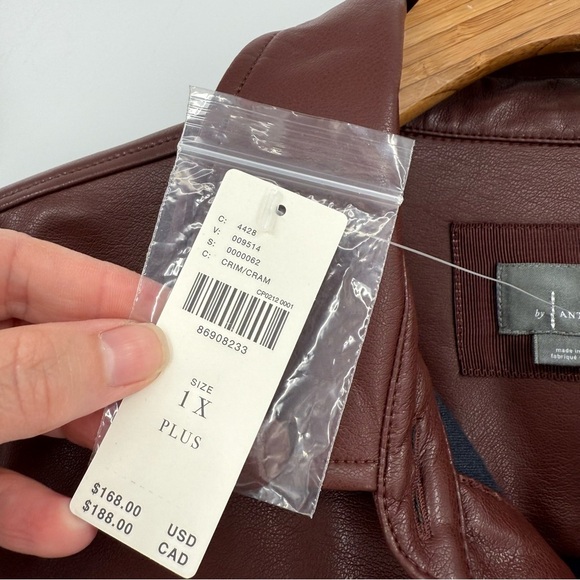 C: 4428
V: 009514
S: 0000062
C: CRIM/CRAM
CP0212 0001
86908233
SIZE
1X
PLUS
$168.00 USD
$188.00 CAD
by ANT
made in
fabriqué